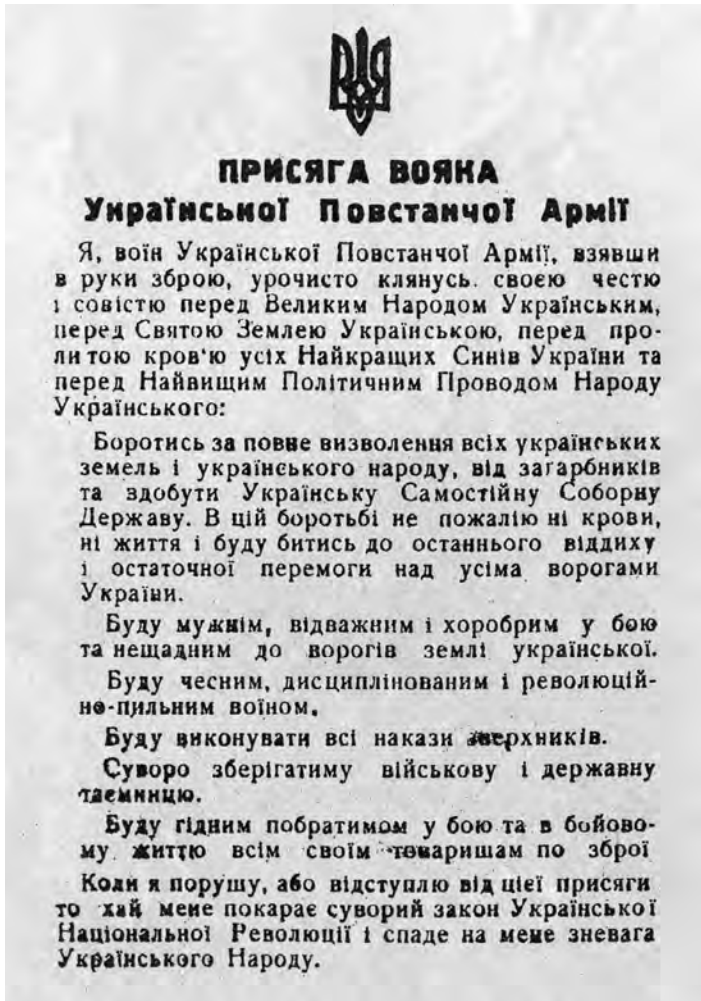 ПРИСЯГА ВОЯКА
Української Повстанчої Армії
Я, воїн Української Повстанчої Армії, взявши
в руки зброю, урочисто клянусь. своєю честю
і совістю перед Великим Народом Українським,
перед Святою Землею Українською, перед про-
литою кров'ю усіх Найкращих Синів України та
перед Найвищим Політичним Проводом Народу
Українського:
Боротись за повне визволення всіх українських
земель і українського народу, від загарбників
та здобути Українську Самостійну Соборну
Державу. В цій боротьбі не пожалію ні крови,
ні життя і буду битись до останнього віддиху
і остаточної перемоги над усіма ворогами
України.
Буду мужнім, відважним і хоробрим у бою
та нещадним до ворогів землі української.
Буду чесним, дисциплінованим і революцій-
но-пильним воїном.
Буду виконувати всі накази зверхників.
Суворо зберігатиму військову і державну
таємницю.
Буду гідним побратимом у бою та в бойово-
му життю всім своїм товаришам по зброї
Коли я порушу, або відступлю від цієї присяги
то хай мене покарає суворий закон Української
Національної Революції і спаде на мене зневага
Українського Народу.